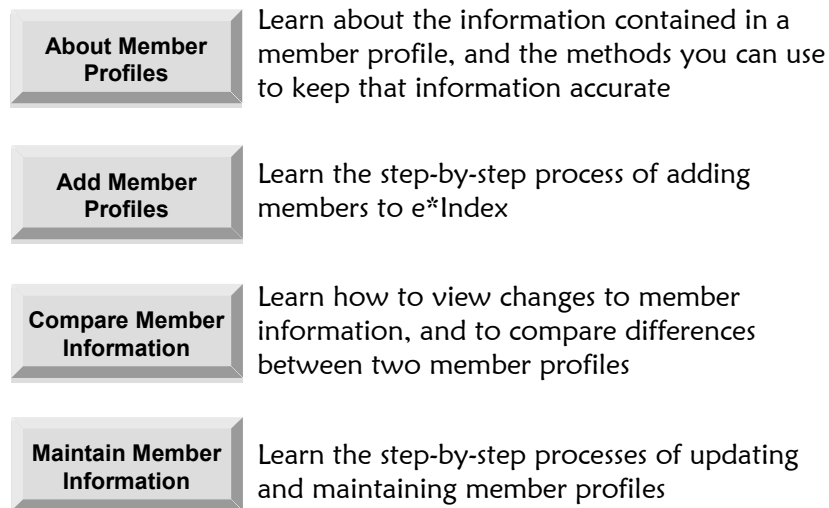 About Member
Profiles
Learn about the information contained in a
member profile, and the methods you can use
to keep that information accurate
Add Member
Profiles
Learn the step-by-step process of adding
members to e*Index
Compare Member
Information
Learn how to view changes to member
information, and to compare differences
between two member profiles
Maintain Member
Information
Learn the step-by-step processes of updating
and maintaining member profiles